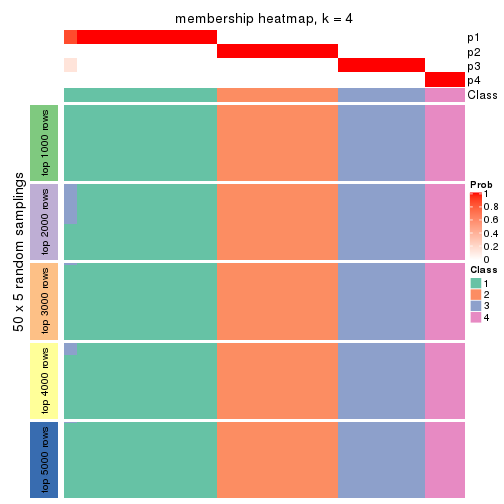 membership heatmap, k = 4
p1
p2
p3
p4
Class
50 x 5 random samplings
top 1000 rows
top 2000 rows
top 3000 rows
top 4000 rows
top 5000 rows
Prob
1
0.8
0.6
0.4
0.2
0
Class
1
2
3
4